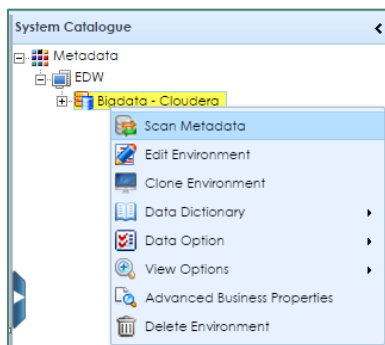 System Catalogue
Metadata
EDW
Bigdata - Cloudera
Scan Metadata
Edit Environment
Clone Environment
Data Dictionary
Data Option
View Options
Advanced Business Properties
Delete Environment